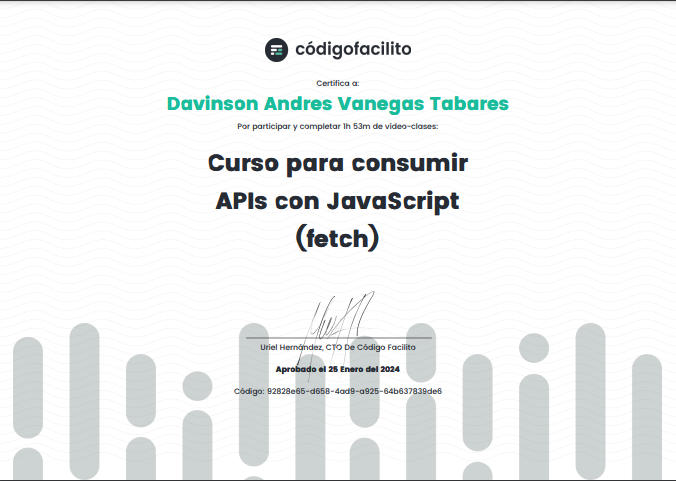 códigofacilito
Certifica a:
Davinson Andres Vanegas Tabares
Por participar y completar 1h 53m de video-clases:
Curso para consumir
APIs con JavaScript
(fetch)
Uriel Hernández, CTO De Código Facilito
Aprobado el 25 Enero del 2024
Código: 92828e65-d658-4ad9-a925-64b637839de6